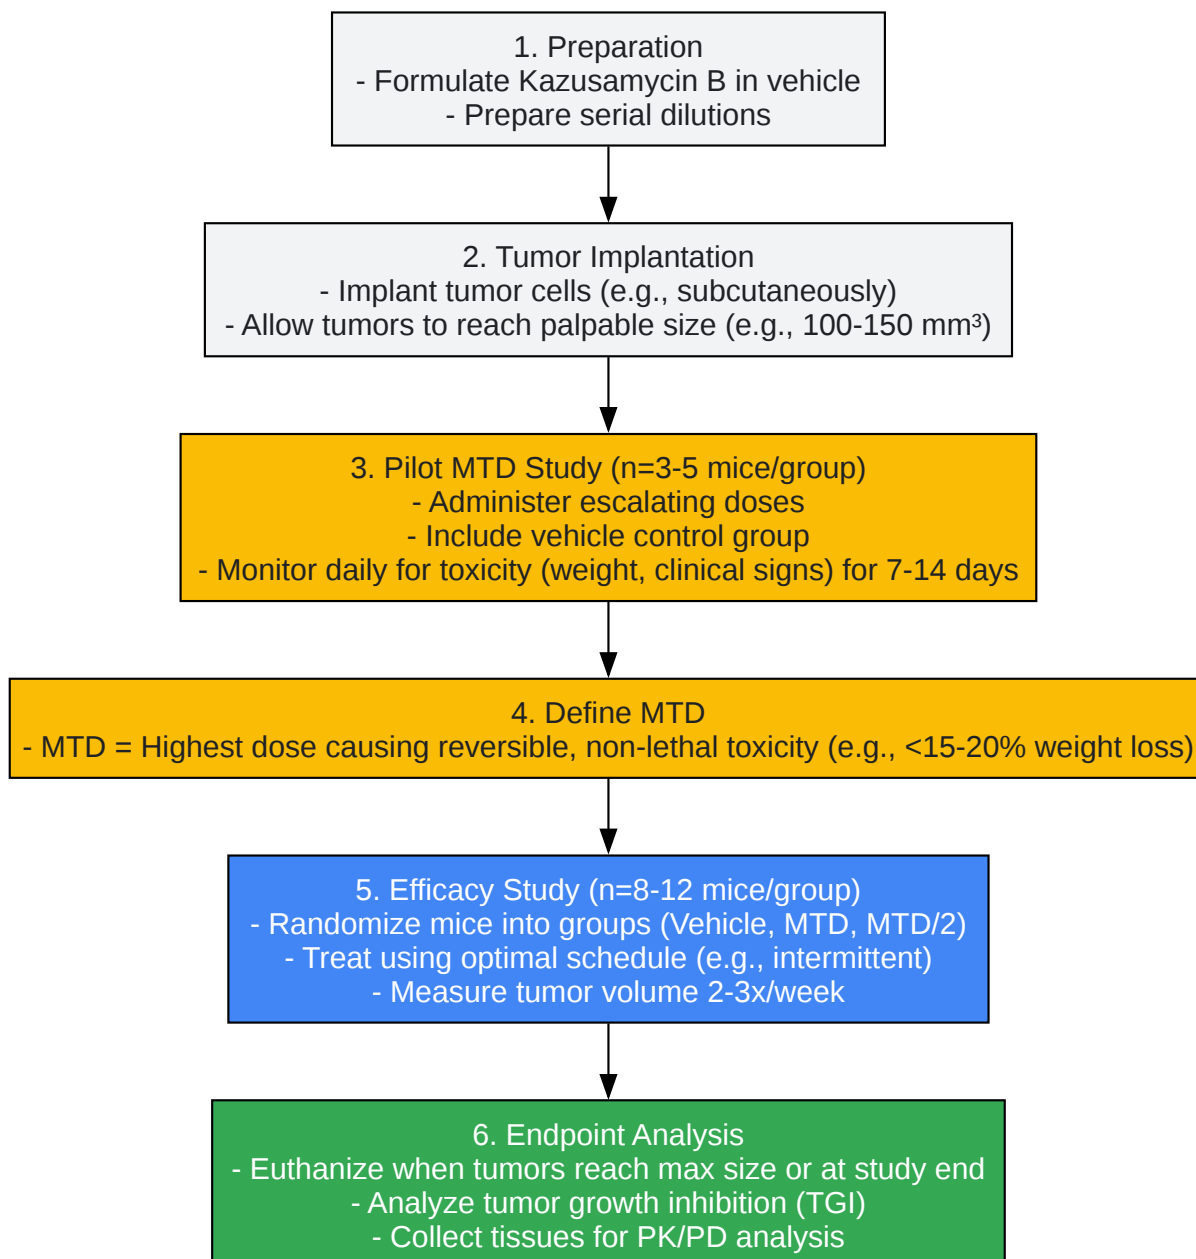 1. Preparation
- Formulate Kazusamycin B in vehicle
- Prepare serial dilutions
2. Tumor Implantation
- Implant tumor cells (e.g., subcutaneously)
- Allow tumors to reach palpable size (e.g., 100-150 mm³)
3. Pilot MTD Study (n=3-5 mice/group)
- Administer escalating doses
- Include vehicle control group
- Monitor daily for toxicity (weight, clinical signs) for 7-14 days
4. Define MTD
- MTD = Highest dose causing reversible, non-lethal toxicity (e.g., <15-20% weight loss)
5. Efficacy Study (n=8-12 mice/group)
- Randomize mice into groups (Vehicle, MTD, MTD/2)
- Treat using optimal schedule (e.g., intermittent)
- Measure tumor volume 2-3x/week
6. Endpoint Analysis
- Euthanize when tumors reach max size or at study end
- Analyze tumor growth inhibition (TGI)
- Collect tissues for PK/PD analysis